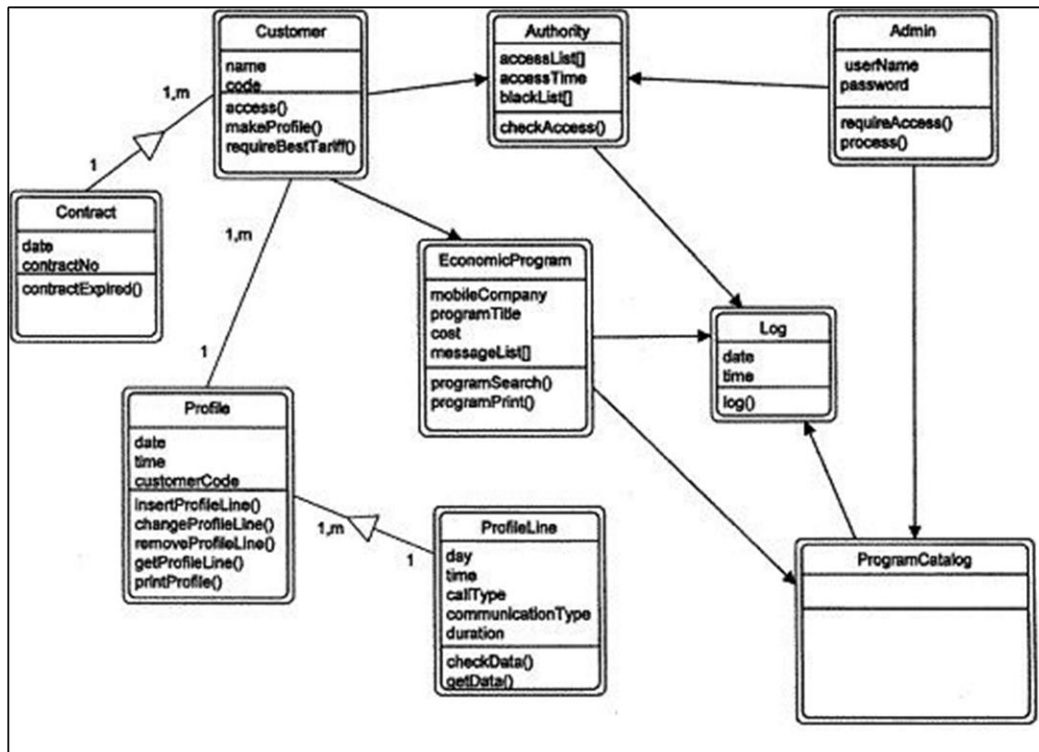 Customer
name
code
access()
makeProfile()
requireBestTariff()
Authority
accessList[]
accessTime
blackList[]
checkAccess()
Admin
userName
password
requireAccess()
process()
1,m
1
Contract
date
contractNo
contractExpired()
1,m
1
EconomicProgram
mobileCompany
programTitle
cost
messageList[]
programSearch()
programPrint()
Log
date
time
log()
Profile
date
time
customerCode
insertProfileLine()
changeProfileLine()
removeProfileLine()
getProfileLine()
printProfile()
1,m
1
ProfileLine
day
time
callType
communicationType
duration
checkData()
getData()
ProgramCatalog